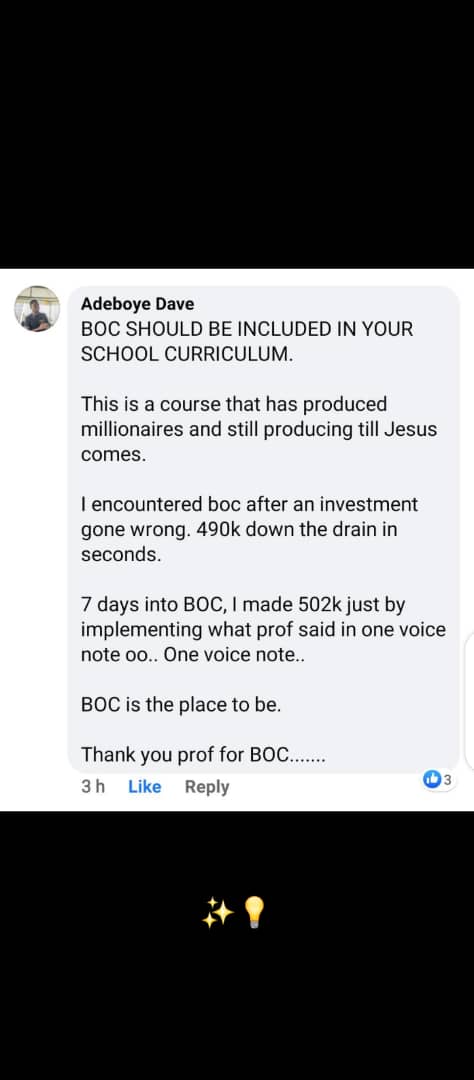 Adeboye Dave
BOC SHOULD BE INCLUDED IN YOUR
SCHOOL CURRICULUM.
This is a course that has produced
millionaires and still producing till Jesus
comes.
I encountered boc after an investment
gone wrong. 490k down the drain in
seconds.
7 days into BOC, I made 502k just by
implementing what prof said in one voice
note oo.. One voice note..
BOC is the place to be.
Thank you prof for BOC.......
3 h Like Reply 3